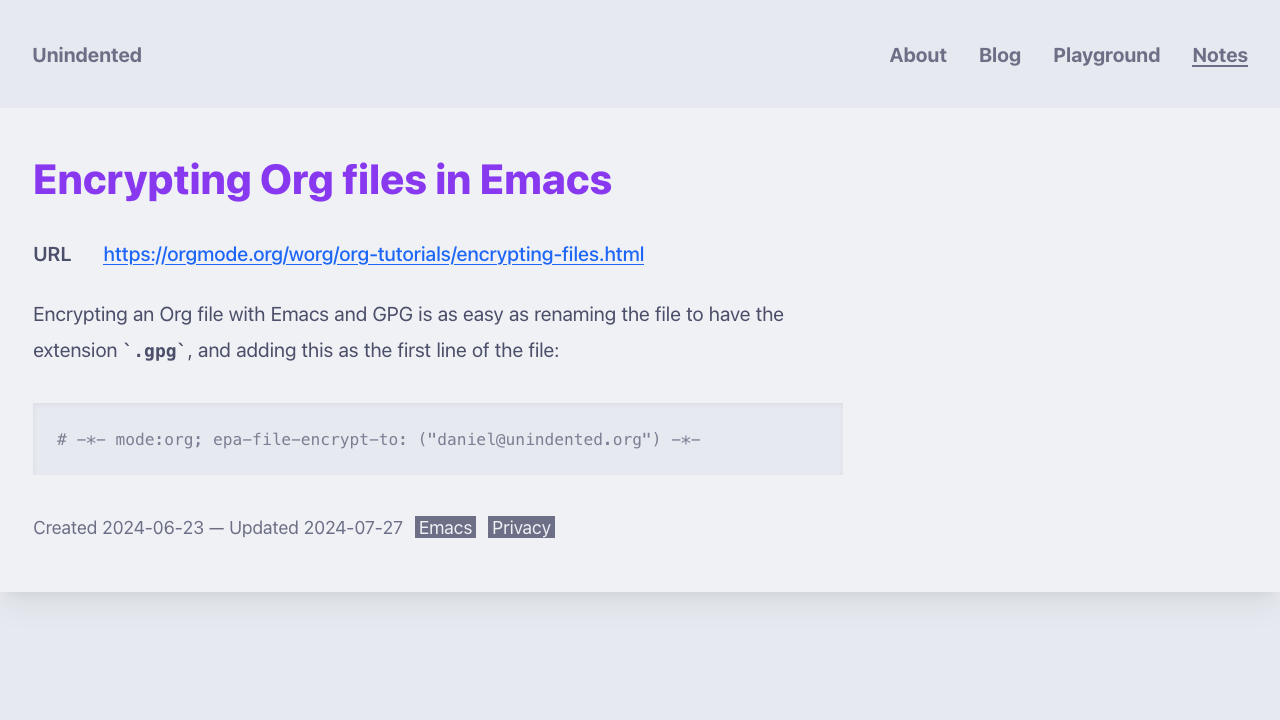 Unindented
About Blog Playground Notes
Encrypting Org files in Emacs
URL https://orgmode.org/worg/org-tutorials/encrypting-files.html
Encrypting an Org file with Emacs and GPG is as easy as renaming the file to have the
extension `.gpg`, and adding this as the first line of the file:
# -*- mode:org; epa-file-encrypt-to: ("daniel@unindented.org") -*-
Created 2024-06-23 — Updated 2024-07-27 Emacs Privacy